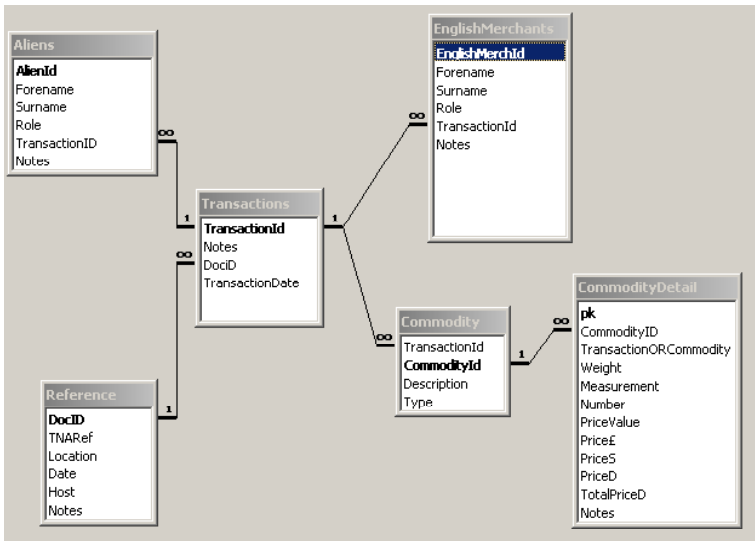 Aliens
AlienId
Forename
Surname
Role
TransactionID
Notes
EnglishMerchants
EnglishMerchId
Forename
Surname
Role
TransactionId
Notes
∞
∞
Transactions
TransactionId
Notes
DociD
TransactionDate
1
1
∞
∞
Commodity
TransactionId
CommodityId
Description
Type
1
∞
CommodityDetail
pk
CommodityID
TransactionORCommodity
Weight
Measurement
Number
PriceValue
Price£
PriceS
PriceD
TotalPriceD
Notes
Reference
DocID
TNARef
Location
Date
Host
Notes
1